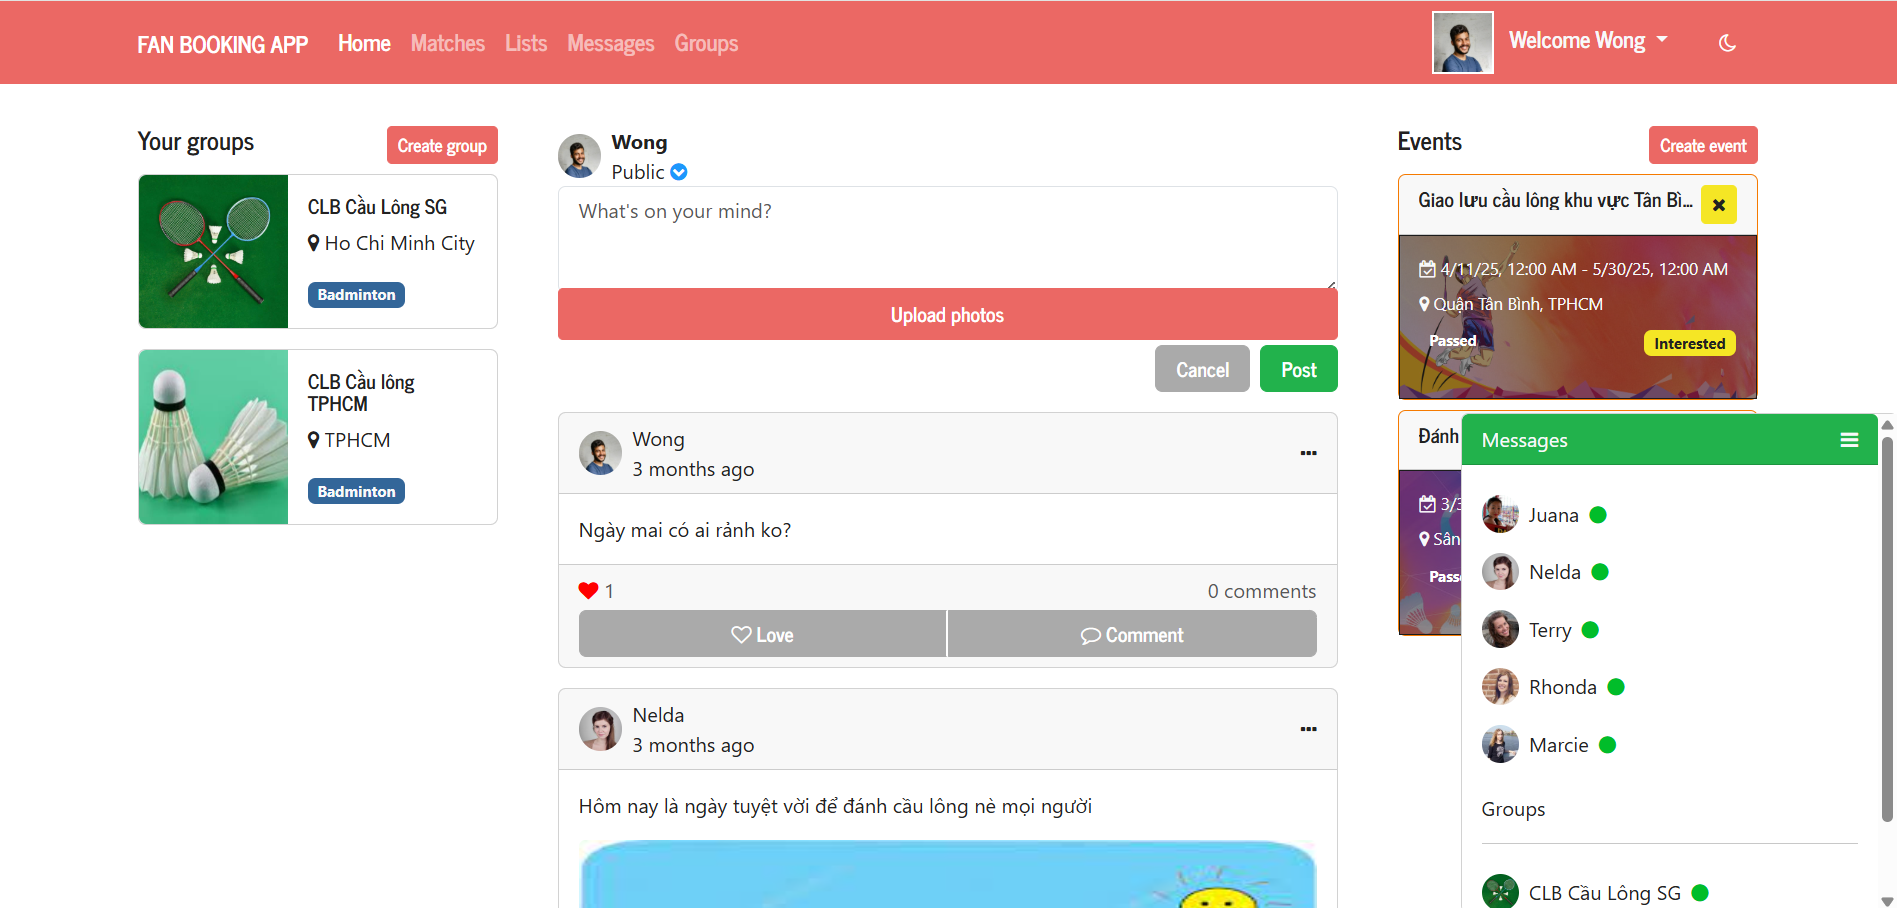 FAN BOOKING APP Home Matches Lists Messages Groups Welcome Wong
Your groups
Create group
CLB Cầu Lông SG
Ho Chi Minh City
Badminton
CLB Cầu lông
TPHCM
TPHCM
Badminton
Wong
Public
What's on your mind?
Upload photos
Cancel
Post
Wong
3 months ago
Ngày mai có ai rảnh ko?
1
0 comments
Love
Comment
Nelda
3 months ago
Hôm nay là ngày tuyệt vời để đánh cầu lông nè mọi người
Events
Create event
Giao lưu cầu lông khu vực Tân Bì...
4/11/25, 12:00 AM - 5/30/25, 12:00 AM
Quận Tân Bình, TPHCM
Passed
Interested
Đánh
3/3
Sân
Pass
Messages
Juana
Nelda
Terry
Rhonda
Marcie
Groups
CLB Cầu Lông SG